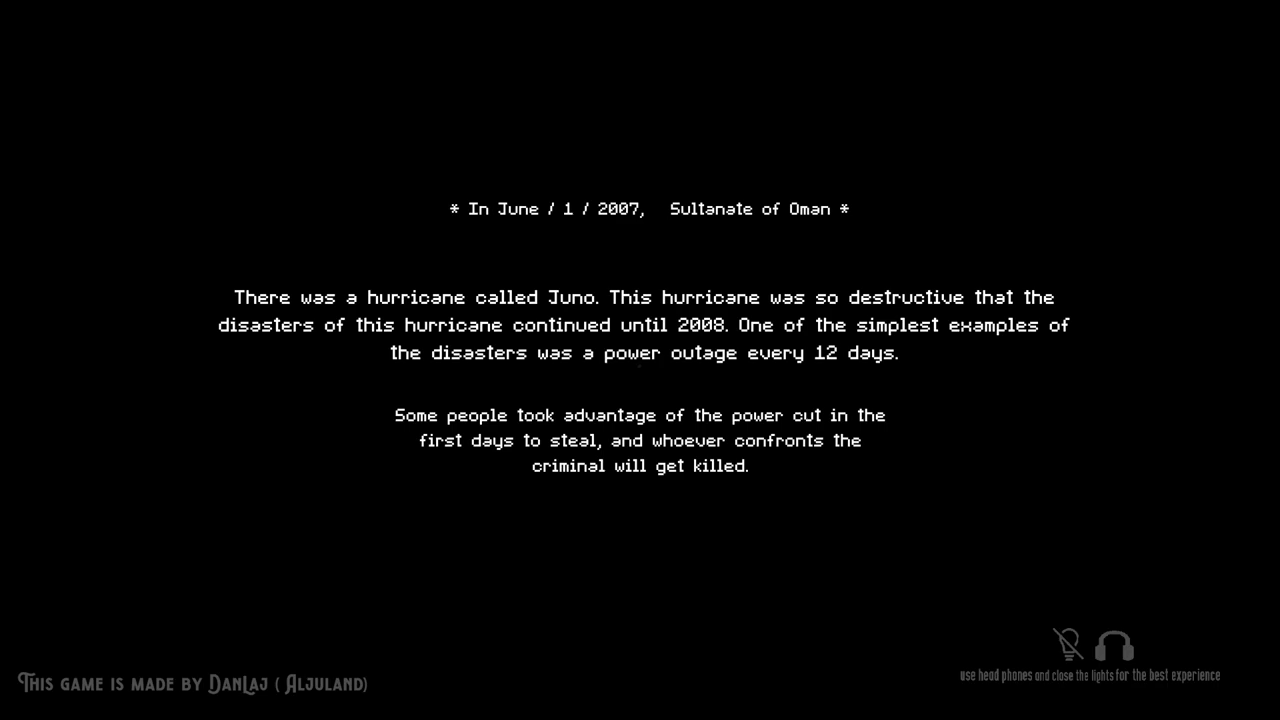 * In June / 1 / 2007, Sultanate of Oman *
There was a hurricane called Juno. This hurricane was so destructive that the
disasters of this hurricane continued until 2008. One of the simplest examples of
the disasters was a power outage every 12 days.
Some people took advantage of the power cut in the
first days to steal, and whoever confronts the
criminal will get killed.
This game is made by DanLaj ( Aljuland)
use head phones and close the lights for the best experience